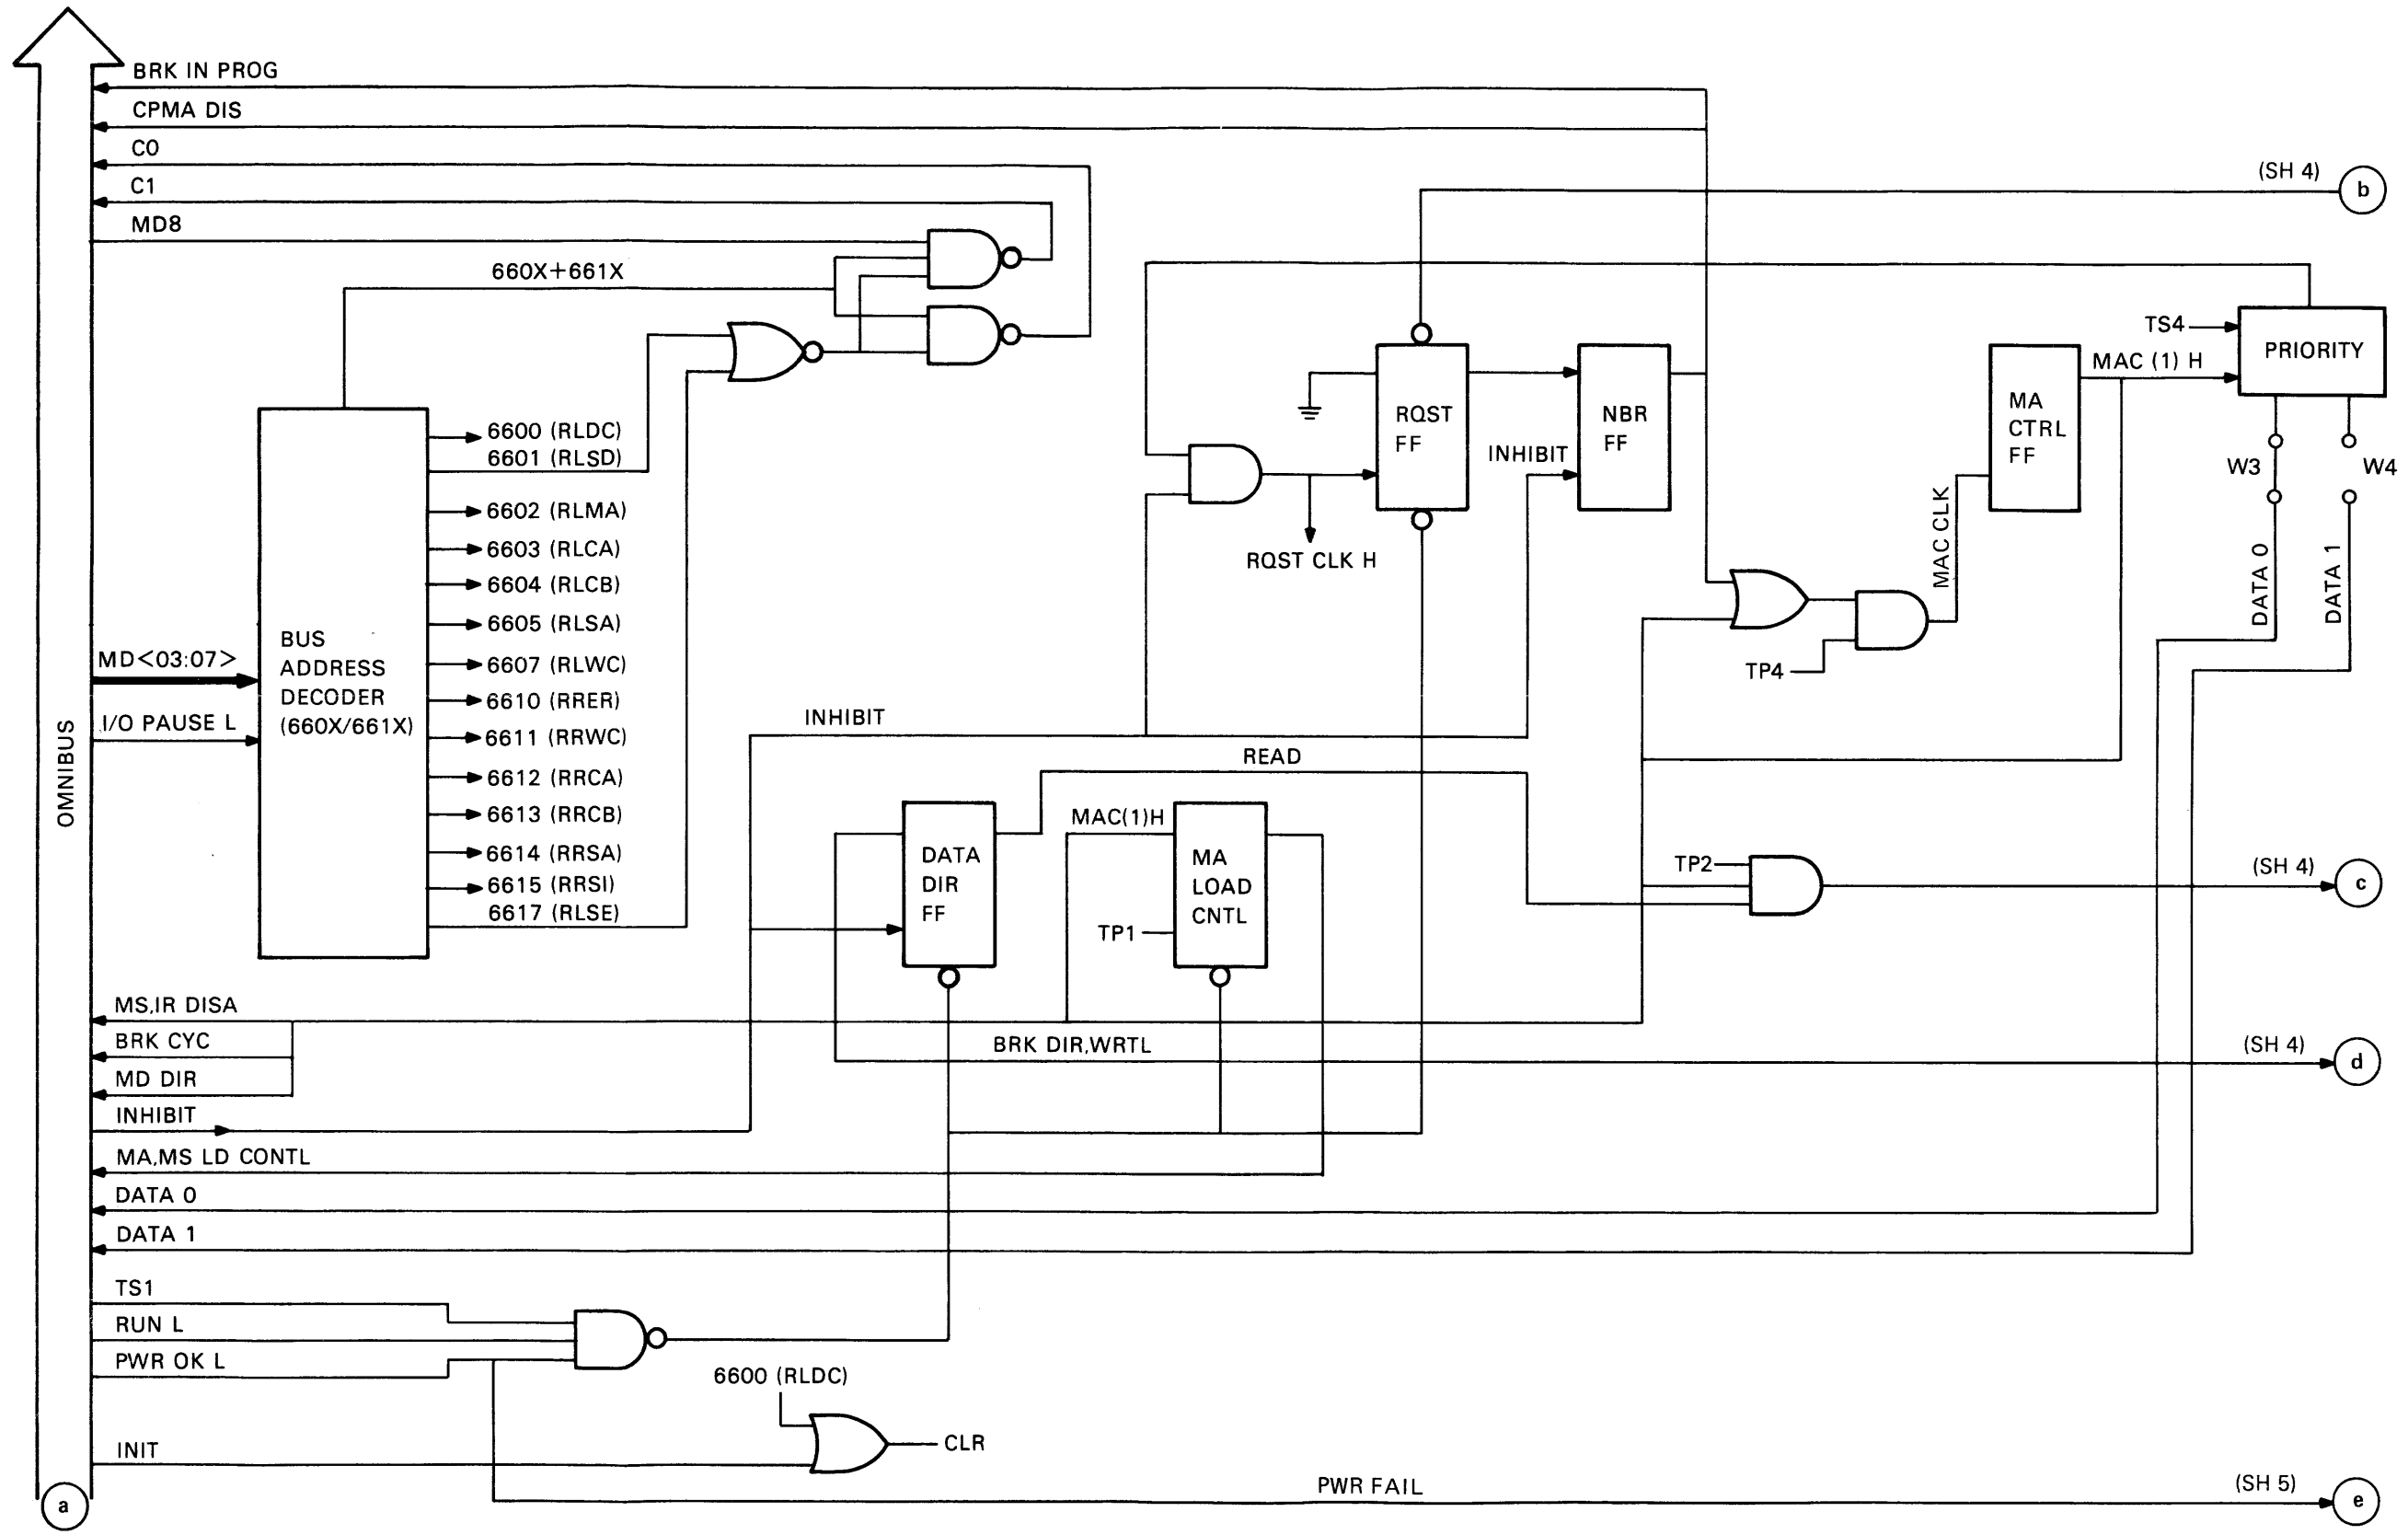 BRK IN PROG
CPMA DIS
C0
C1
MD8
660X+661X
(SH 4)
b
TS4
PRIORITY
MAC (1) H
6600 (RLDC)
6601 (RLSD)
6602 (RLMA)
6603 (RLCA)
6604 (RLCB)
6605 (RLSA)
6607 (RLWC)
6610 (RRER)
6611 (RRWC)
6612 (RRCA)
6613 (RRCB)
6614 (RRSA)
6615 (RRSI)
6617 (RLSE)
BUS
ADDRESS
DECODER
(660X/661X)
MD<03:07>
I/O PAUSE L
OMNIBUS
RQST
FF
NBR
FF
INHIBIT
RQST CLK H
MA
CTRL
FF
MAC CLK
W3
W4
DATA 0
DATA 1
TP4
INHIBIT
READ
DATA
DIR
FF
MAC(1)H
MA
LOAD
CNTL
TP1
TP2
(SH 4)
c
MS,IR DISA
BRK CYC
MD DIR
INHIBIT
BRK DIR,WRTL
(SH 4)
d
MA,MS LD CONTL
DATA 0
DATA 1
TS1
RUN L
PWR OK L
6600 (RLDC)
INIT
CLR
PWR FAIL
(SH 5)
a
e